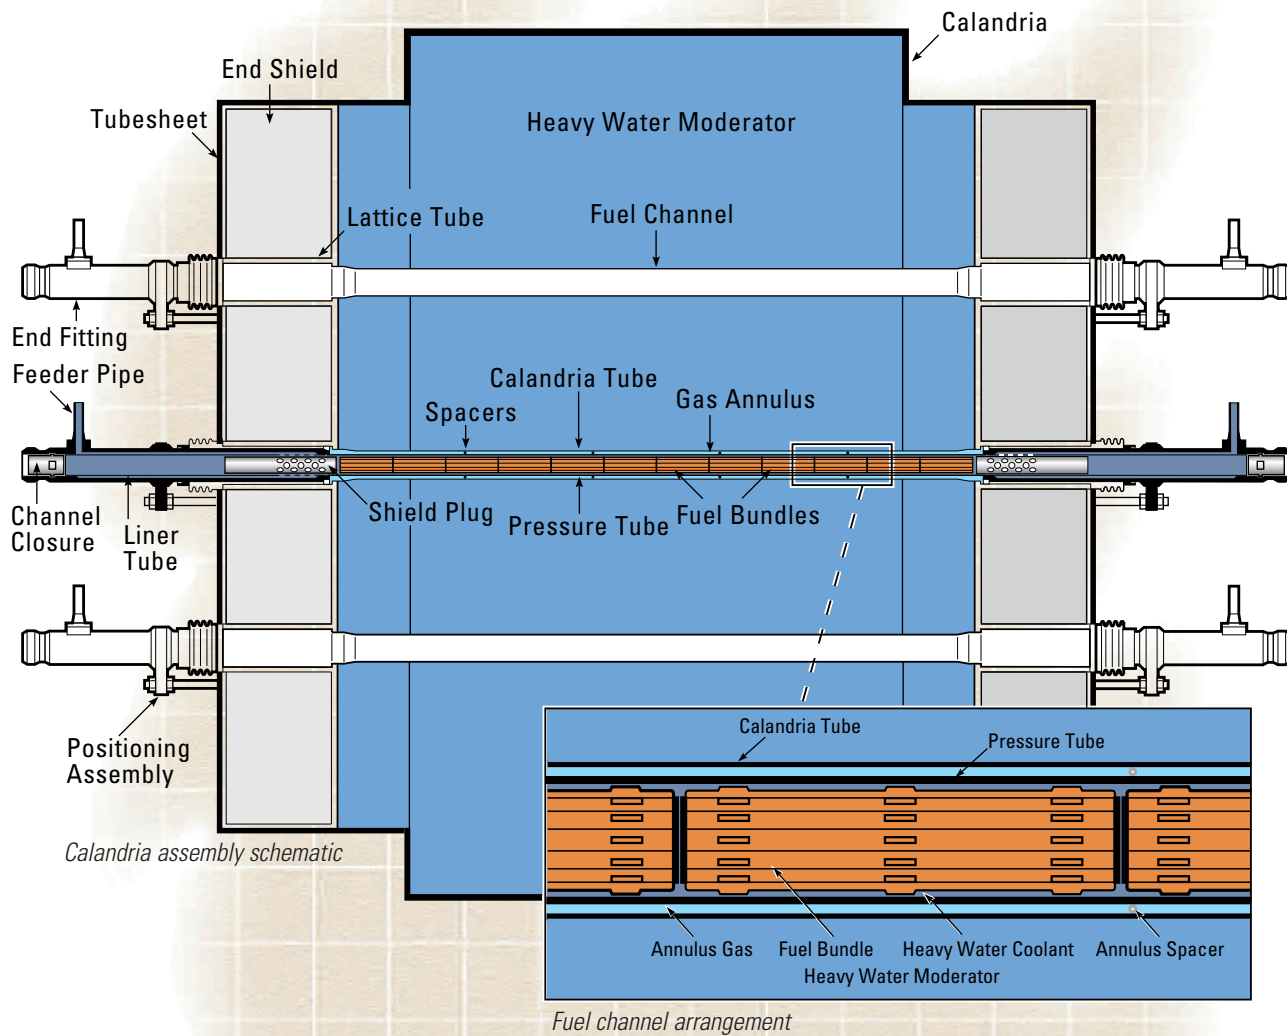 Calandria
End Shield
Tubesheet
Heavy Water Moderator
Lattice Tube
Fuel Channel
End Fitting
Feeder Pipe
Calandria Tube
Gas Annulus
Spacers
Channel
Closure
Liner
Tube
Shield Plug
Pressure Tube
Fuel Bundles
Positioning
Assembly
Calandria assembly schematic
Calandria Tube
Pressure Tube
Annulus Gas
Fuel Bundle
Heavy Water Coolant
Annulus Spacer
Heavy Water Moderator
Fuel channel arrangement